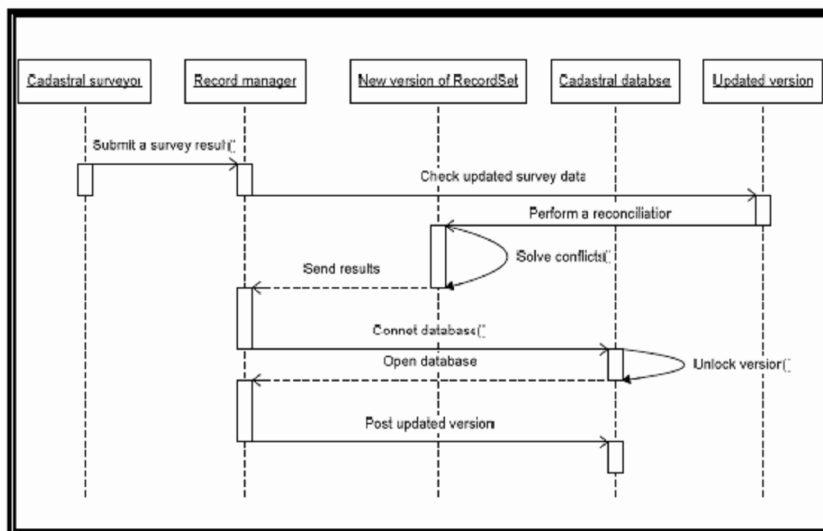 Cadastral surveyor
Record manager
New version of RecordSet
Cadastral databse
Updated version
Submit a survey result()
Check updated survey data
Perform a reconciliation
Solve conflicts()
Send results
Connet database()
Open database
Unlock version()
Post updated version